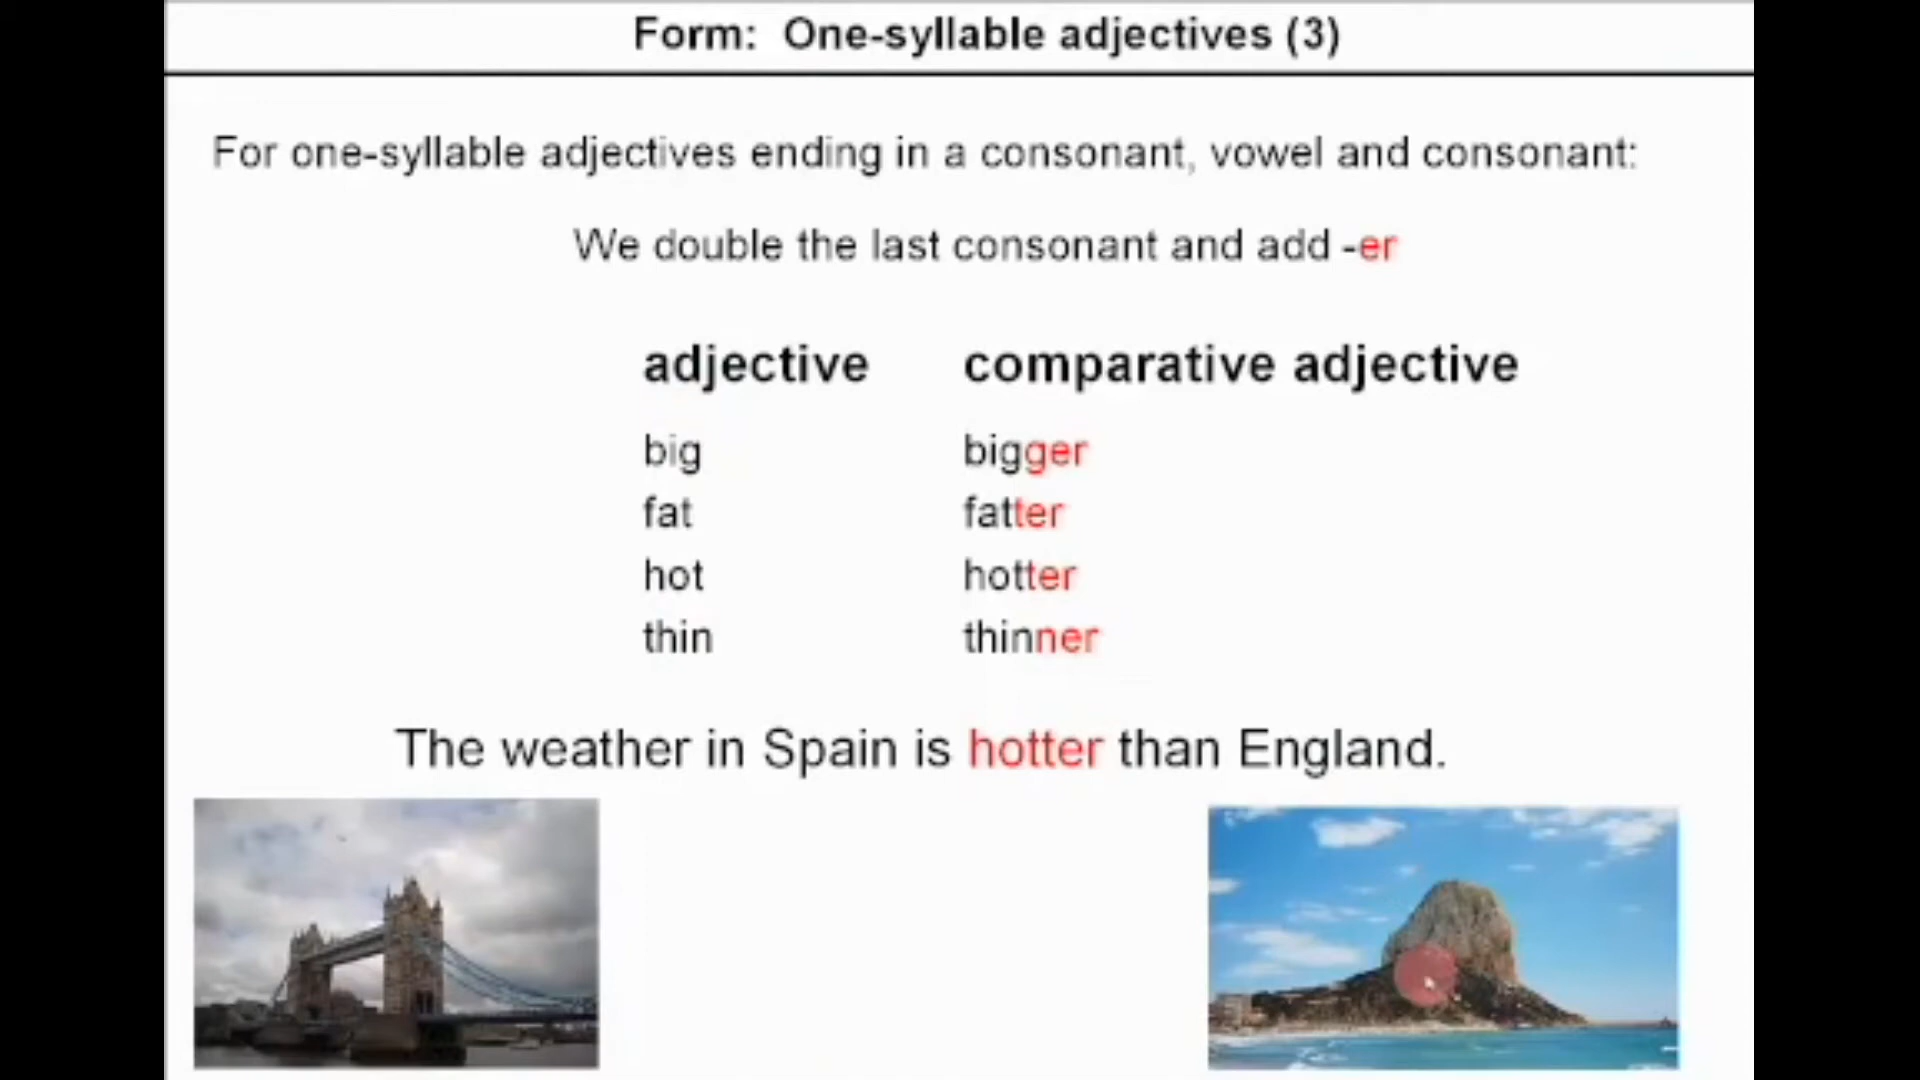 Form: One-syllable adjectives (3)
For one-syllable adjectives ending in a consonant, vowel and consonant:
We double the last consonant and add -er
adjective comparative adjective
big bigger
fat fatter
hot hotter
thin thinner
The weather in Spain is hotter than England.